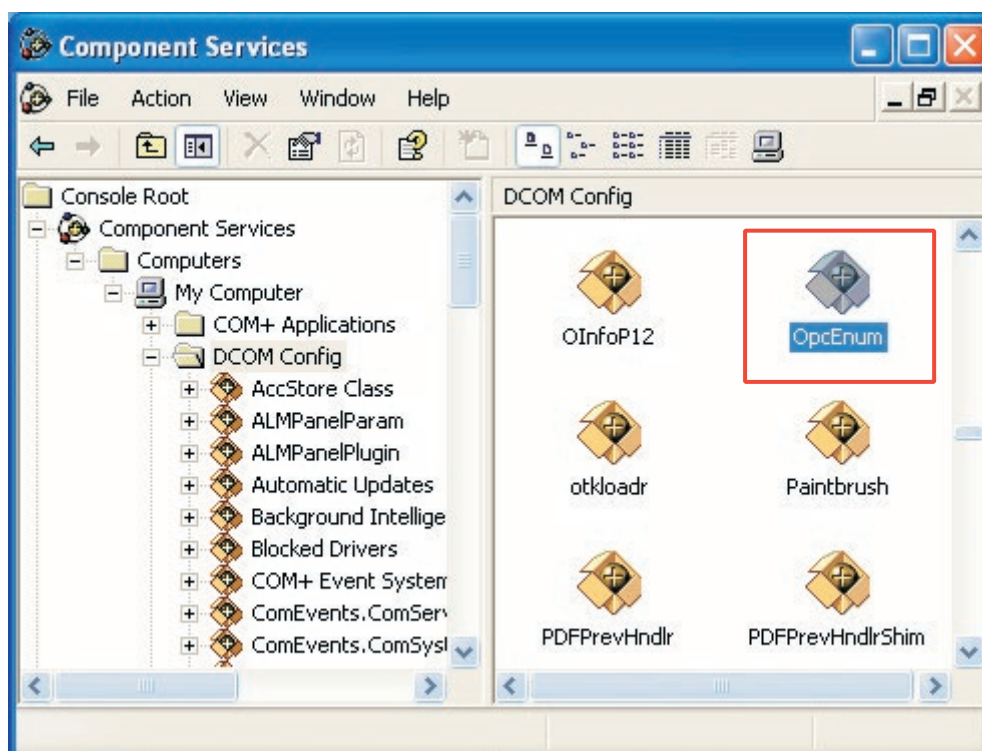 Component Services
File Action View Window Help
Console Root
Component Services
Computers
My Computer
COM+ Applications
DCOM Config
AccStore Class
ALMPanelParam
ALMPanelPlugin
Automatic Updates
Background Intellige
Blocked Drivers
COM+ Event System
ComEvents.ComServ
ComEvents.ComSyst
DCOM Config
OInfoP12 OpcEnum
otkloadr Paintbrush
PDFPrevHndlr PDFPrevHndlrShim